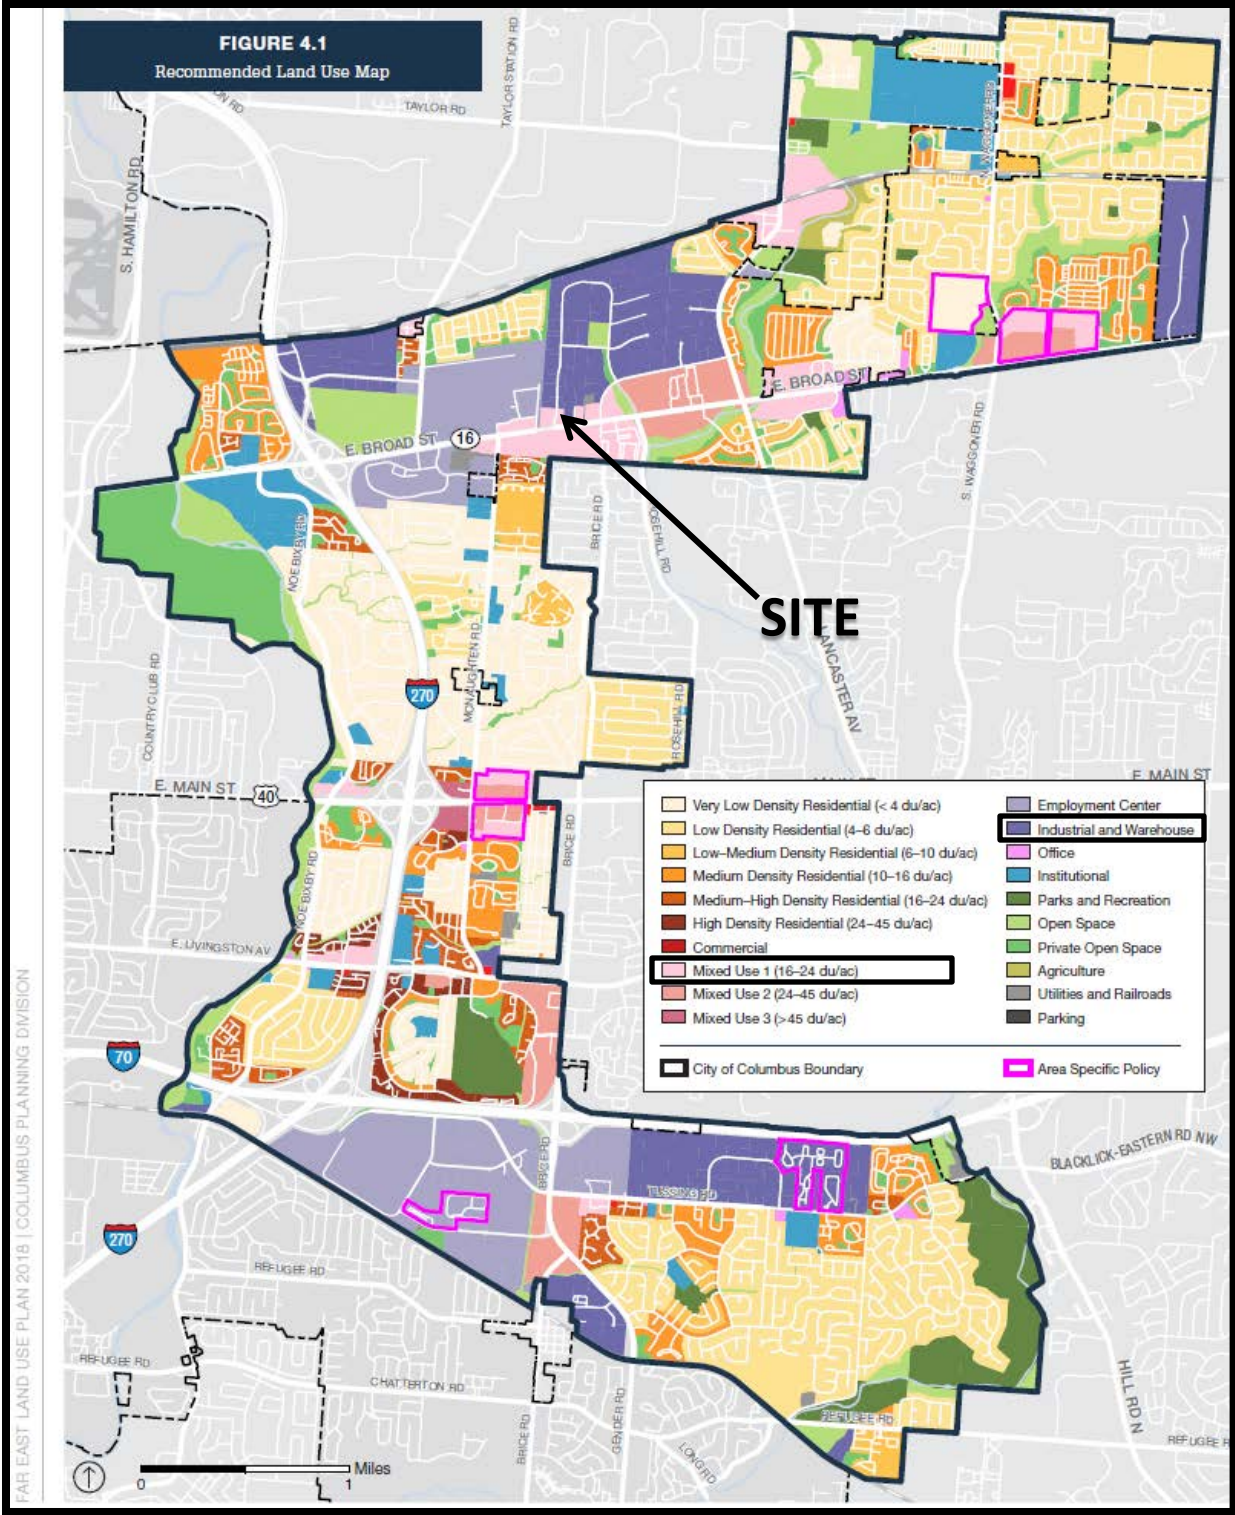 FIGURE 4.1
Recommended Land Use Map
ON RD
TAYLOR RD
TAYLOR STATION RD
S. HAMILTON RD
N. WAGGONER RD
E. BROAD ST
E. BROAD ST
16
S. WAGGONER RD
BRICE RD
ROSEHILL RD
NOE BIXBY RD
SITE
LANCASTER AV
MCNAUGHTEN RD
270
COUNTRY CLUB RD
ROSEHILL RD
E. MAIN ST
40
E. MAIN ST
BRICE RD
NOE BIXBY RD
E. LIVINGSTON AV
Very Low Density Residential (< 4 du/ac)
Low Density Residential (4–6 du/ac)
Low–Medium Density Residential (6–10 du/ac)
Medium Density Residential (10–16 du/ac)
Medium–High Density Residential (16–24 du/ac)
High Density Residential (24–45 du/ac)
Commercial
Mixed Use 1 (16–24 du/ac)
Mixed Use 2 (24–45 du/ac)
Mixed Use 3 (>45 du/ac)
Employment Center
Industrial and Warehouse
Office
Institutional
Parks and Recreation
Open Space
Private Open Space
Agriculture
Utilities and Railroads
Parking
City of Columbus Boundary
Area Specific Policy
70
BLACKLICK-EASTERN RD NW
BRICE RD
TUSSING RD
270
REFUGEE RD
REFUGEE RD
CHATTERTON RD
BRICE RD
GENDER RD
LONG RD
REFUGEE RD
HILL RD N
REFUGEE R
Miles
0
1
FAR EAST LAND USE PLAN 2018 | COLUMBUS PLANNING DIVISION